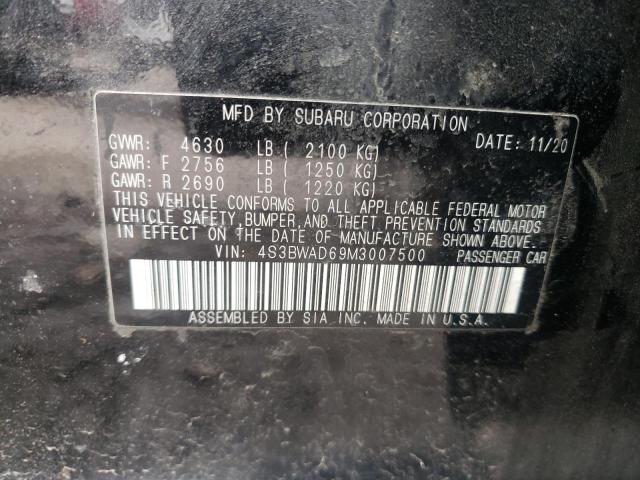 MFD BY SUBARU CORPORATION
GVWR: 4630 LB ( 2100 KG) DATE: 11/20
GAWR: F 2756 LB ( 1250 KG)
GAWR: R 2690 LB ( 1220 KG)
THIS VEHICLE CONFORMS TO ALL APPLICABLE FEDERAL MOTOR
VEHICLE SAFETY, BUMPER, AND THEFT PREVENTION STANDARDS
IN EFFECT ON THE DATE OF MANUFACTURE SHOWN ABOVE.
VIN: 4S3BWAD69M3007500 PASSENGER CAR
ASSEMBLED BY SIA INC. MADE IN U.S.A.